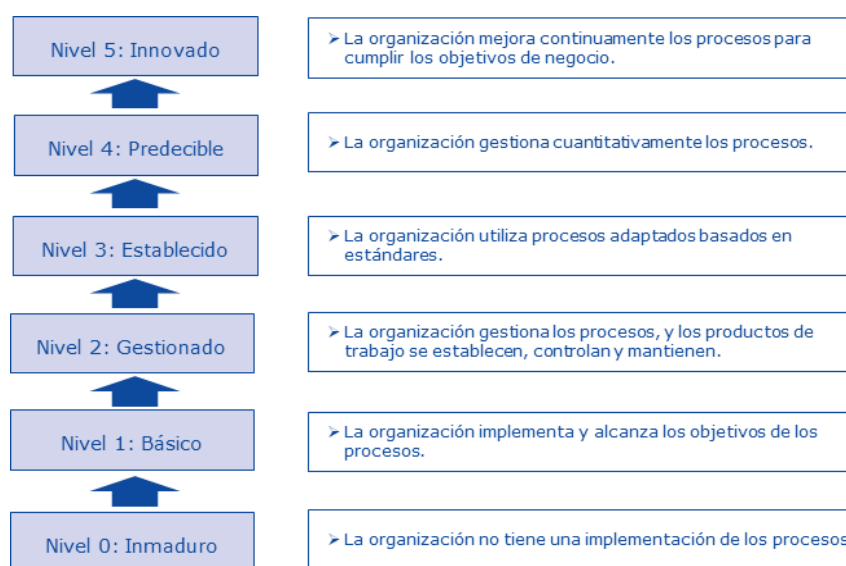 Nivel 5: Innovado
➢ La organización mejora continuamente los procesos para
cumplir los objetivos de negocio.
Nivel 4: Predecible
➢ La organización gestiona cuantitativamente los procesos.
Nivel 3: Establecido
➢ La organización utiliza procesos adaptados basados en
estándares.
Nivel 2: Gestionado
➢ La organización gestiona los procesos, y los productos de
trabajo se establecen, controlan y mantienen.
Nivel 1: Básico
➢ La organización implementa y alcanza los objetivos de los
procesos.
Nivel 0: Inmaduro
➢ La organización no tiene una implementación de los procesos